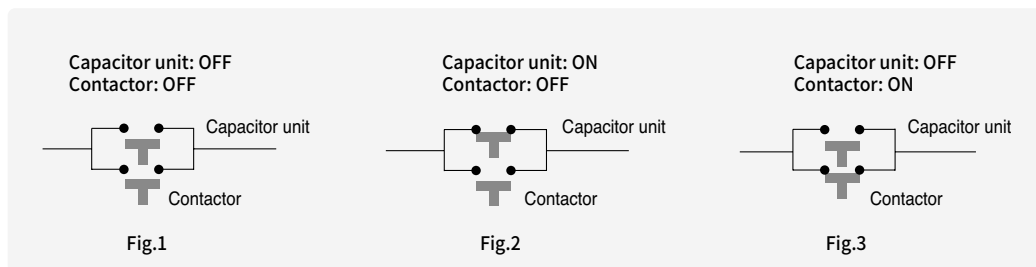 Capacitor unit: OFF
Contactor: OFF
Capacitor unit
Contactor
Fig.1
Capacitor unit: ON
Contactor: OFF
Capacitor unit
Contactor
Fig.2
Capacitor unit: OFF
Contactor: ON
Capacitor unit
Contactor
Fig.3